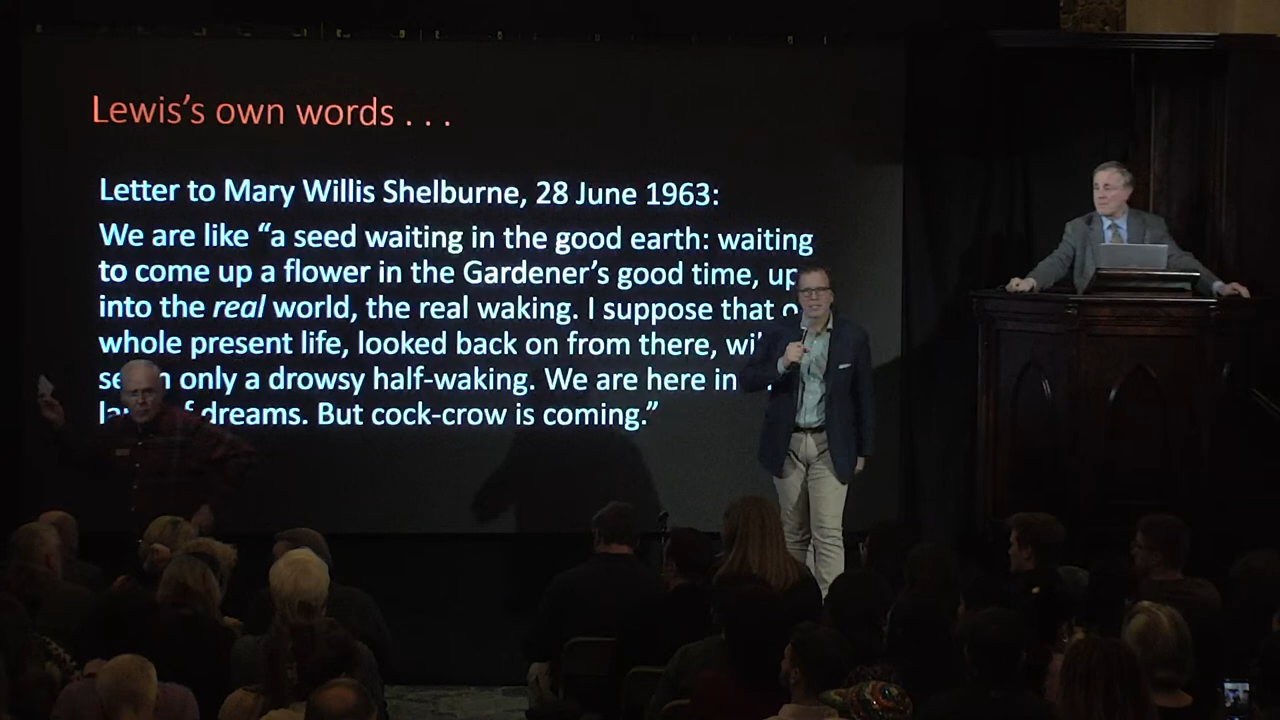 Lewis's own words . . .
Letter to Mary Willis Shelburne, 28 June 1963:
We are like “a seed waiting in the good earth: waiting
to come up a flower in the Gardener's good time, up
into the real world, the real waking. I suppose that
whole present life, looked back on from there,
only a drowsy half-waking. We are here in
dreams. But cock-crow is coming.”